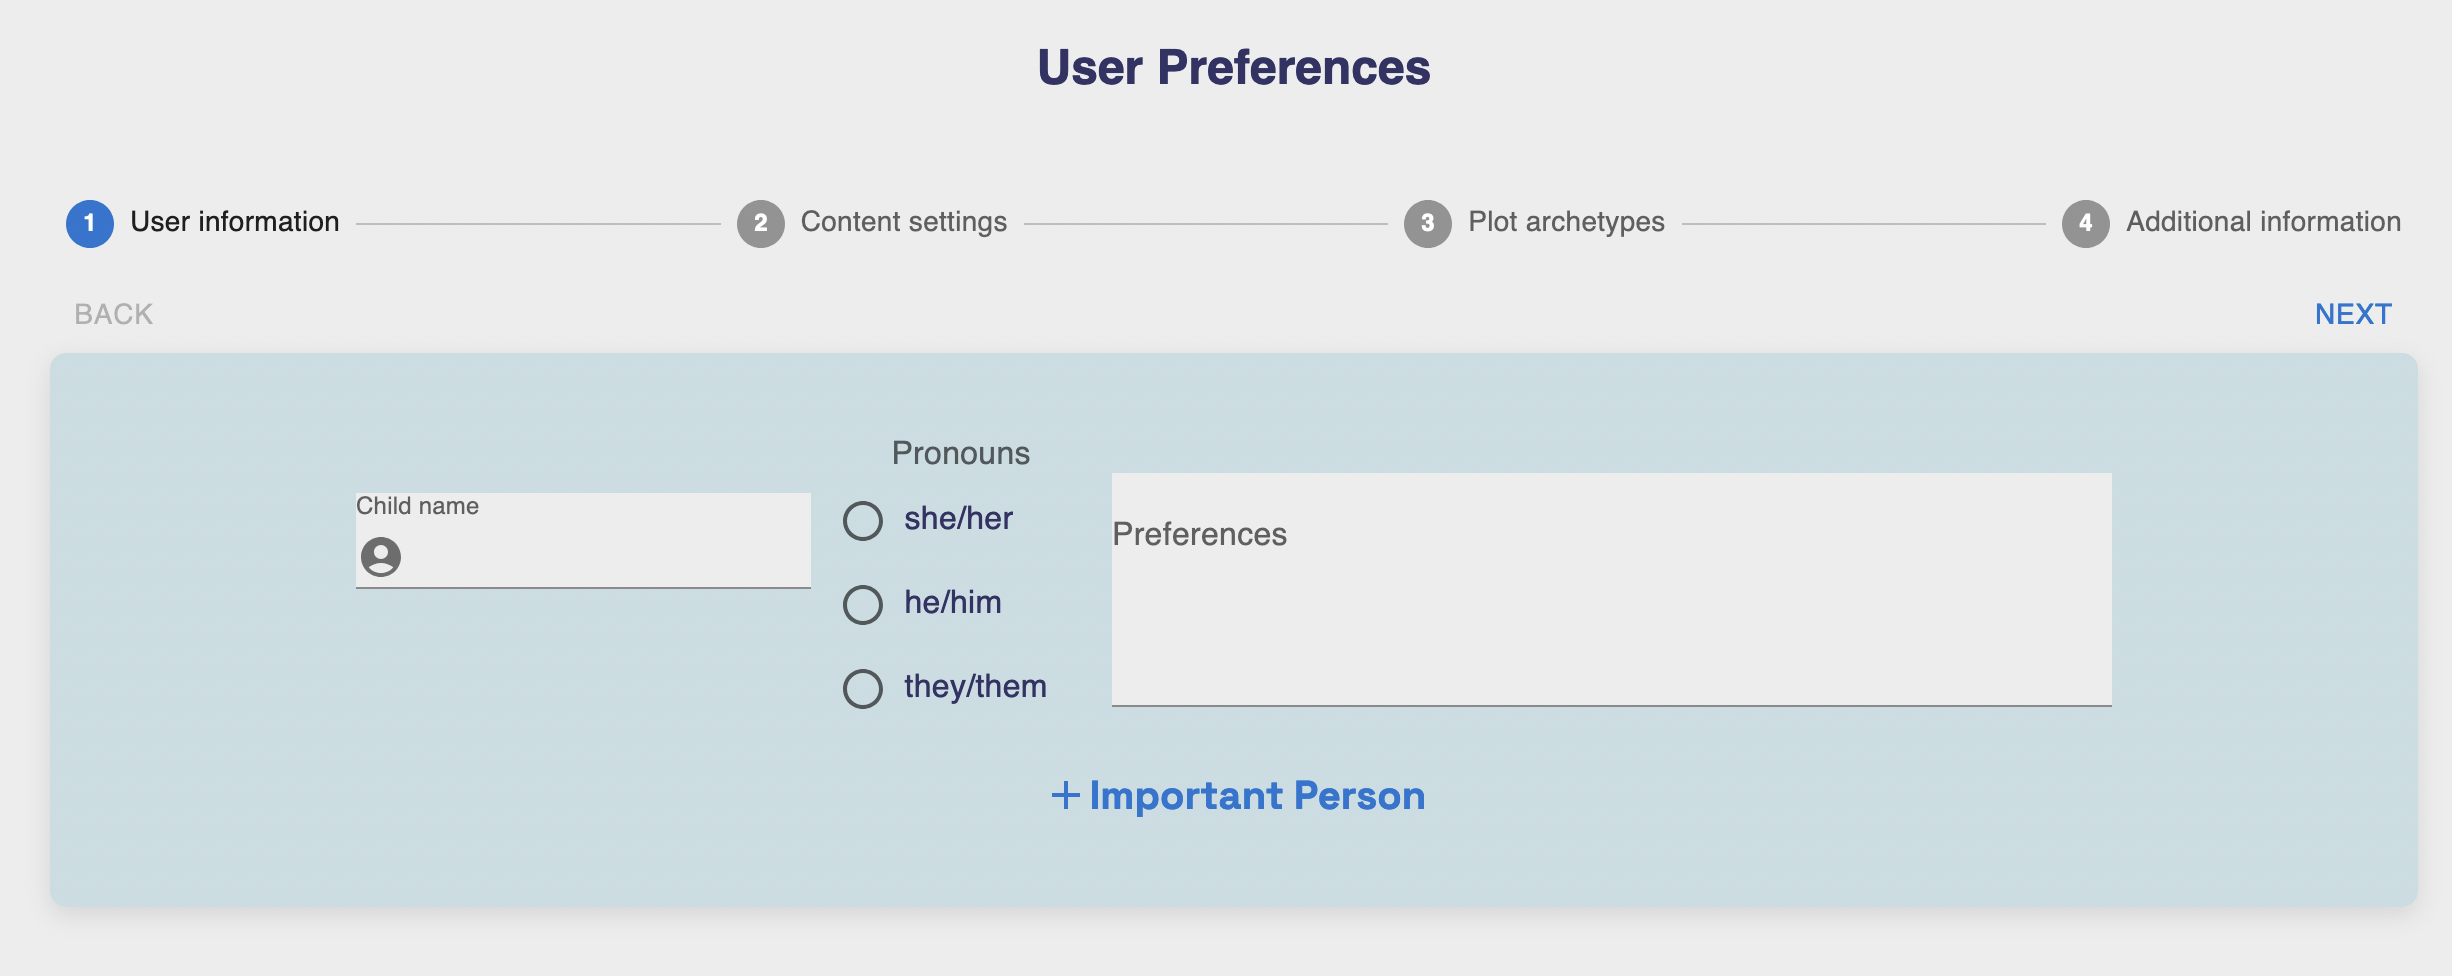 User Preferences
1 User information 2 Content settings 3 Plot archetypes 4 Additional information
BACK NEXT
Child name
Pronouns
she/her
he/him
they/them
Preferences
+ Important Person